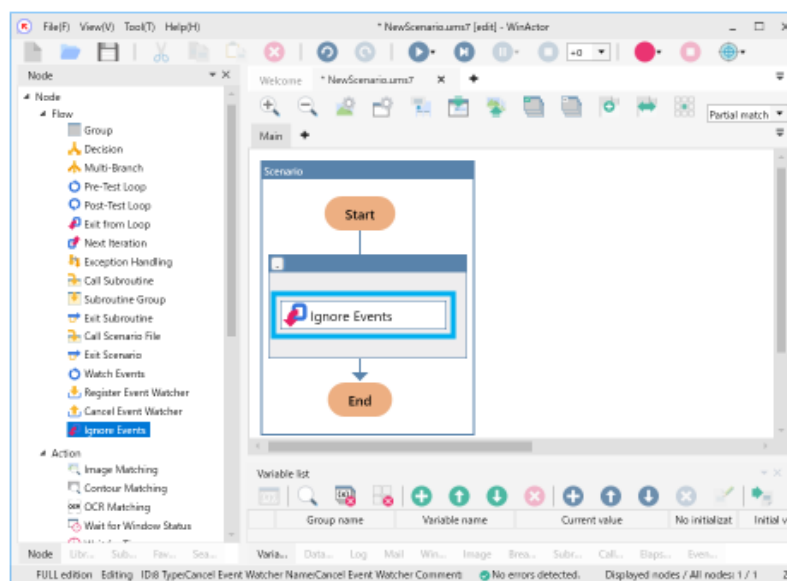 File(F) View(V) Tool(T) Help(H)
* NewScenario.ums7 [edit] - WinActor
+0
Node
Welcome
* NewScenario.ums7
Node
Flow
Group
Decision
Multi-Branch
Pre-Test Loop
Post-Test Loop
Exit from Loop
Next Iteration
Exception Handling
Call Subroutine
Subroutine Group
Exit Subroutine
Call Scenario File
Exit Scenario
Watch Events
Register Event Watcher
Cancel Event Watcher
Ignore Events
Action
Image Matching
Contour Matching
OCR OCR Matching
Wait for Window Status
Partial match
Main
Scenario
Start
Ignore Events
End
Variable list
Group name Variable name Current value No initializat Initial v
Node Libr... Sub... Fav... Sea...
Varia... Data... Log Mail Win... Image Brea... Subr... Call... Elaps... Even...
FULL edition Editing ID:8 Type:Cancel Event Watcher Name:Cancel Event Watcher Comment: No errors detected. Displayed nodes / All nodes: 1 / 1